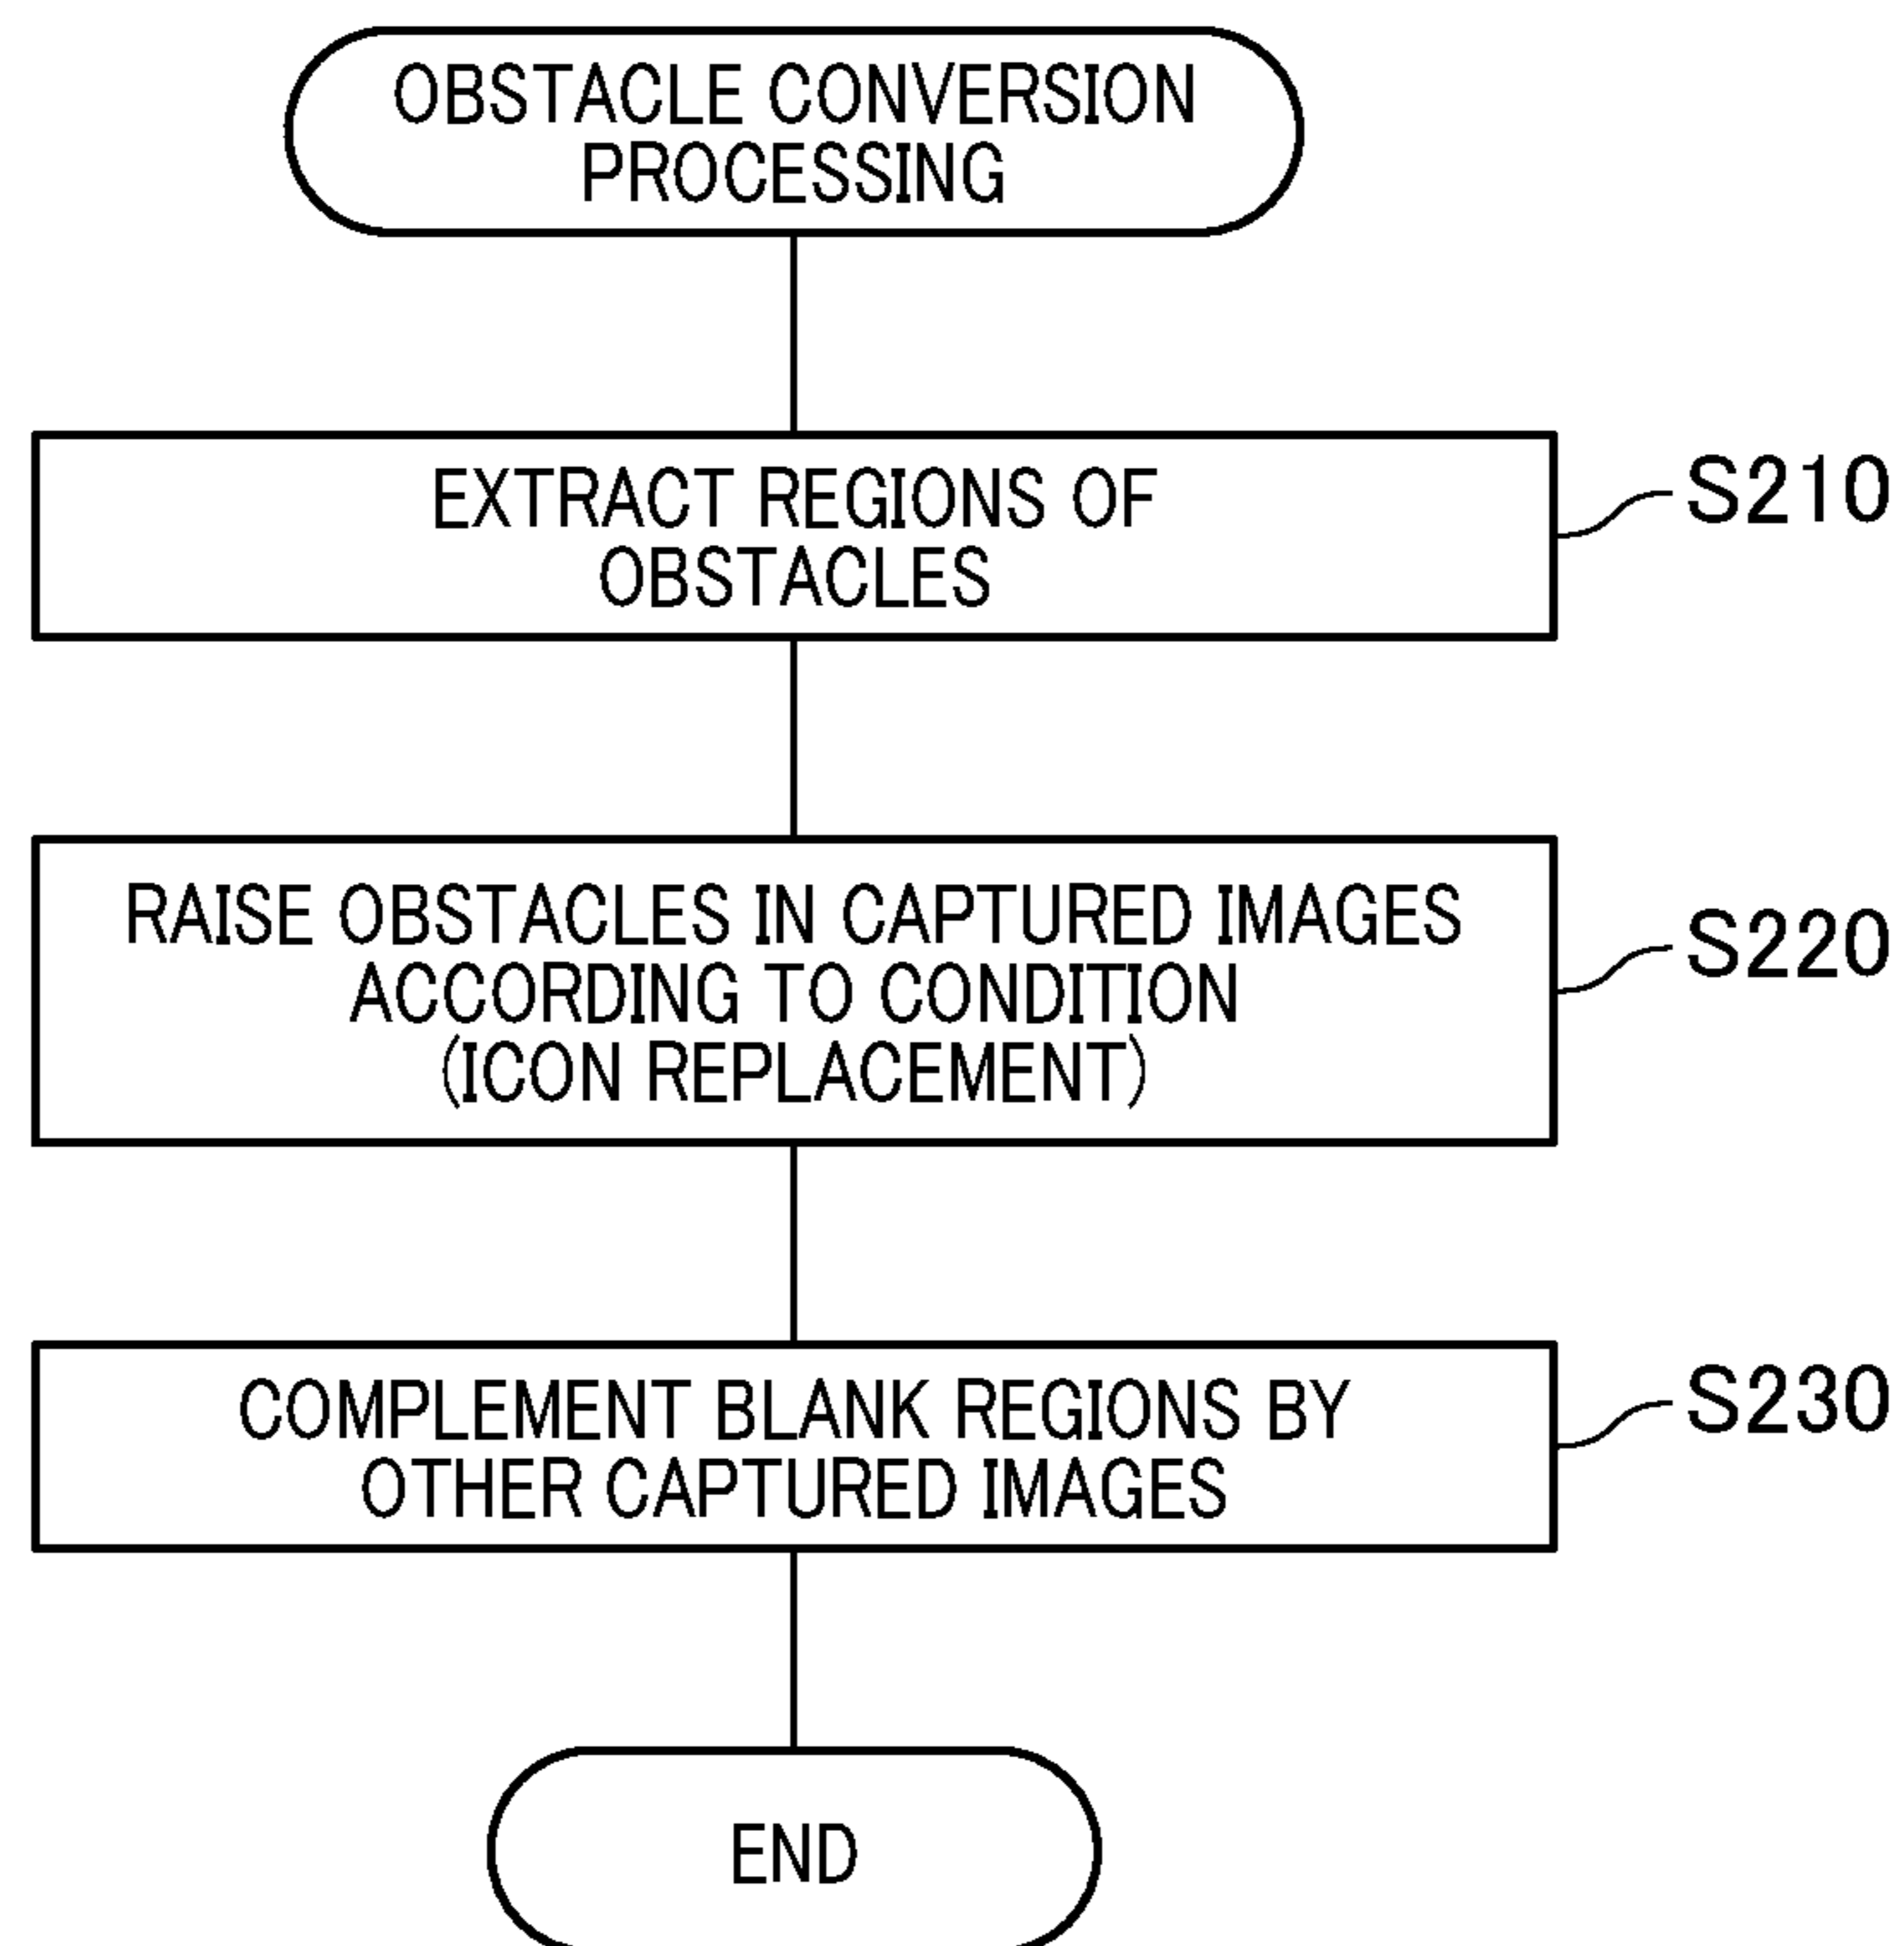 OBSTACLE CONVERSION
PROCESSING
EXTRACT REGIONS OF
OBSTACLES
S210
RAISE OBSTACLES IN CAPTURED IMAGES
ACCORDING TO CONDITION
(ICON REPLACEMENT)
S220
COMPLEMENT BLANK REGIONS BY
OTHER CAPTURED IMAGES
S230
END